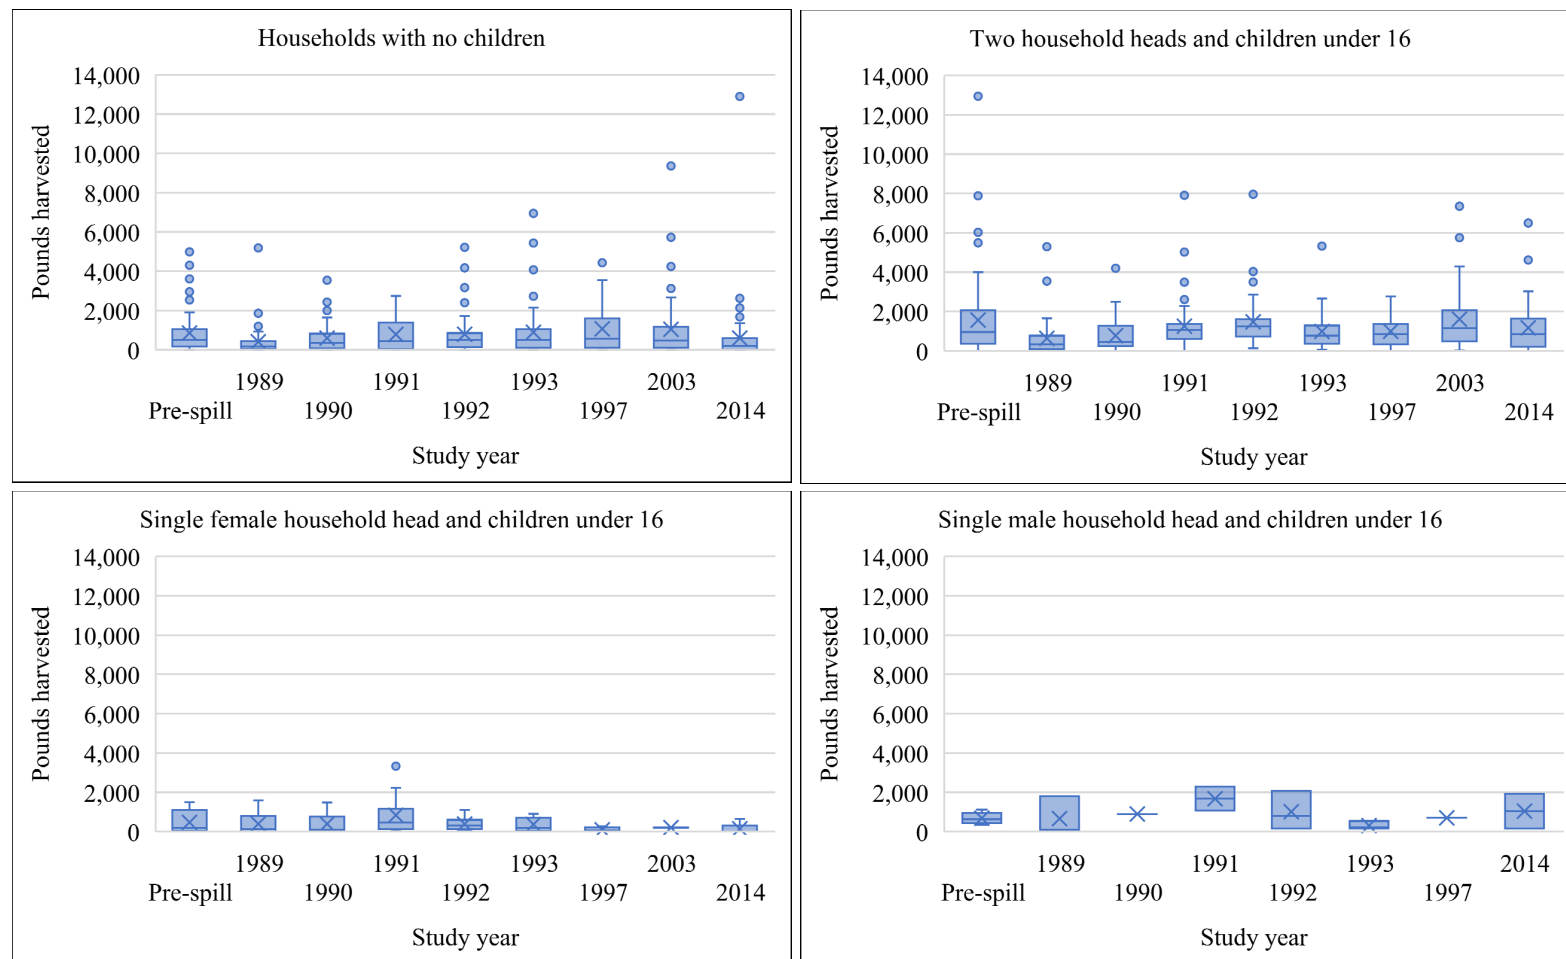 Households with no children
Pounds harvested
14,000
12,000
10,000
8,000
6,000
4,000
2,000
0
1989 1991 1993 2003
Pre-spill 1990 1992 1997 2014
Study year
Two household heads and children under 16
Pounds harvested
14,000
12,000
10,000
8,000
6,000
4,000
2,000
0
1989 1991 1993 2003
Pre-spill 1990 1992 1997 2014
Study year
Single female household head and children under 16
Pounds harvested
14,000
12,000
10,000
8,000
6,000
4,000
2,000
0
1989 1991 1993 2003
Pre-spill 1990 1992 1997 2014
Study year
Single male household head and children under 16
Pounds harvested
14,000
12,000
10,000
8,000
6,000
4,000
2,000
0
1989 1991 1993 2014
Pre-spill 1990 1992 1997
Study year